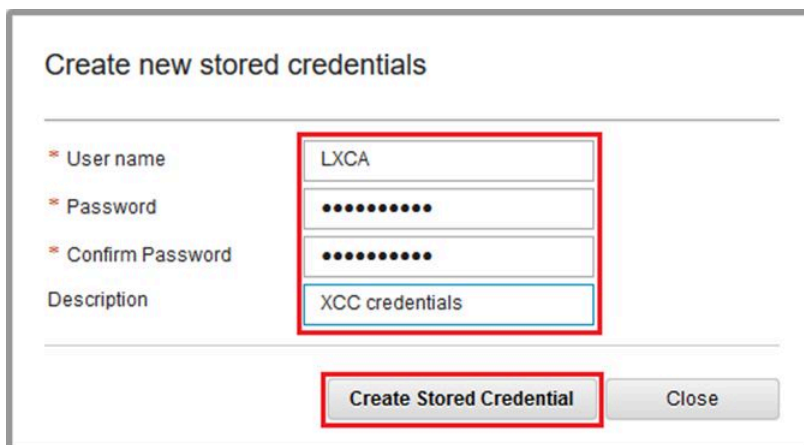 Create new stored credentials
* User name LXCA
* Password ••••••••••
* Confirm Password ••••••••••
Description XCC credentials
Create Stored Credential Close